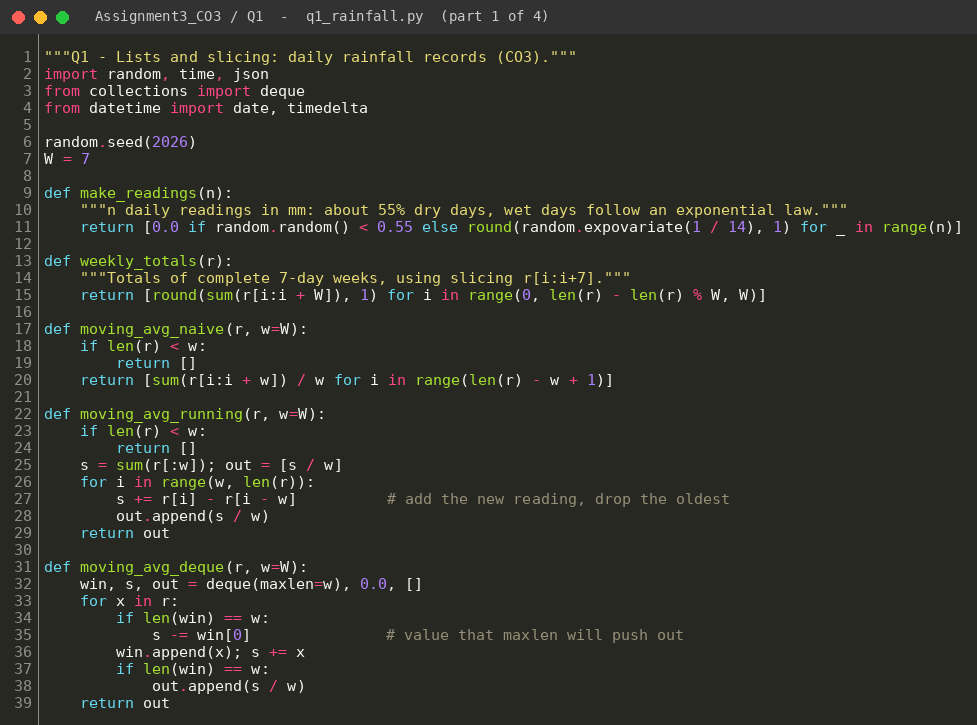 Assignment3_CO3 / Q1  -  q1_rainfall.py  (part 1 of 4)
1 """Q1 - Lists and slicing: daily rainfall records (CO3)."""
2 import random, time, json
3 from collections import deque
4 from datetime import date, timedelta
5
6 random.seed(2026)
7 W = 7
8
9 def make_readings(n):
10     """n daily readings in mm: about 55% dry days, wet days follow an exponential law."""
11     return [0.0 if random.random() < 0.55 else round(random.expovariate(1 / 14), 1) for _ in range(n)]
12
13 def weekly_totals(r):
14     """Totals of complete 7-day weeks, using slicing r[i:i+7]."""
15     return [round(sum(r[i:i + W]), 1) for i in range(0, len(r) - len(r) % W, W)]
16
17 def moving_avg_naive(r, w=W):
18     if len(r) < w:
19         return []
20     return [sum(r[i:i + w]) / w for i in range(len(r) - w + 1)]
21
22 def moving_avg_running(r, w=W):
23     if len(r) < w:
24         return []
25     s = sum(r[:w]); out = [s / w]
26     for i in range(w, len(r)):
27         s += r[i] - r[i - w]          # add the new reading, drop the oldest
28         out.append(s / w)
29     return out
30
31 def moving_avg_deque(r, w=W):
32     win, s, out = deque(maxlen=w), 0.0, []
33     for x in r:
34         if len(win) == w:
35             s -= win[0]               # value that maxlen will push out
36         win.append(x); s += x
37         if len(win) == w:
38             out.append(s / w)
39     return out